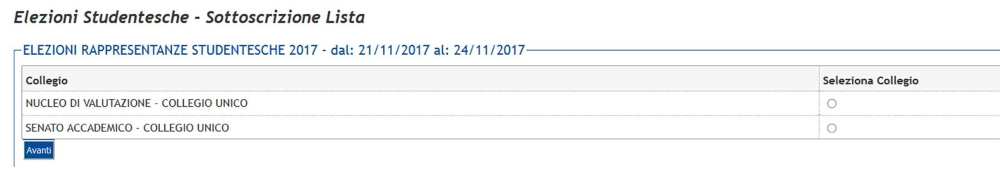 Elezioni Studentesche - Sottoscrizione Lista
ELEZIONI RAPPRESENTANZE STUDENTESCHE 2017 - dal: 21/11/2017 al: 24/11/2017
Collegio Seleziona Collegio
NUCLEO DI VALUTAZIONE - COLLEGIO UNICO
SENATO ACCADEMICO - COLLEGIO UNICO
Avanti